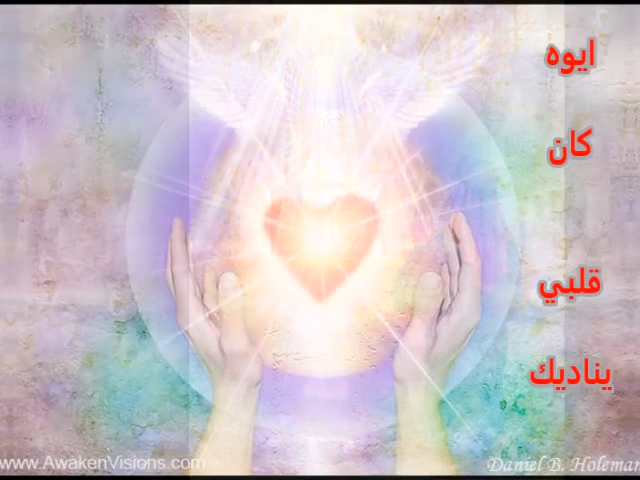 ايوه
كان
قلبي
يناديك
www.AwakenVisions.com
Daniel B. Holeman